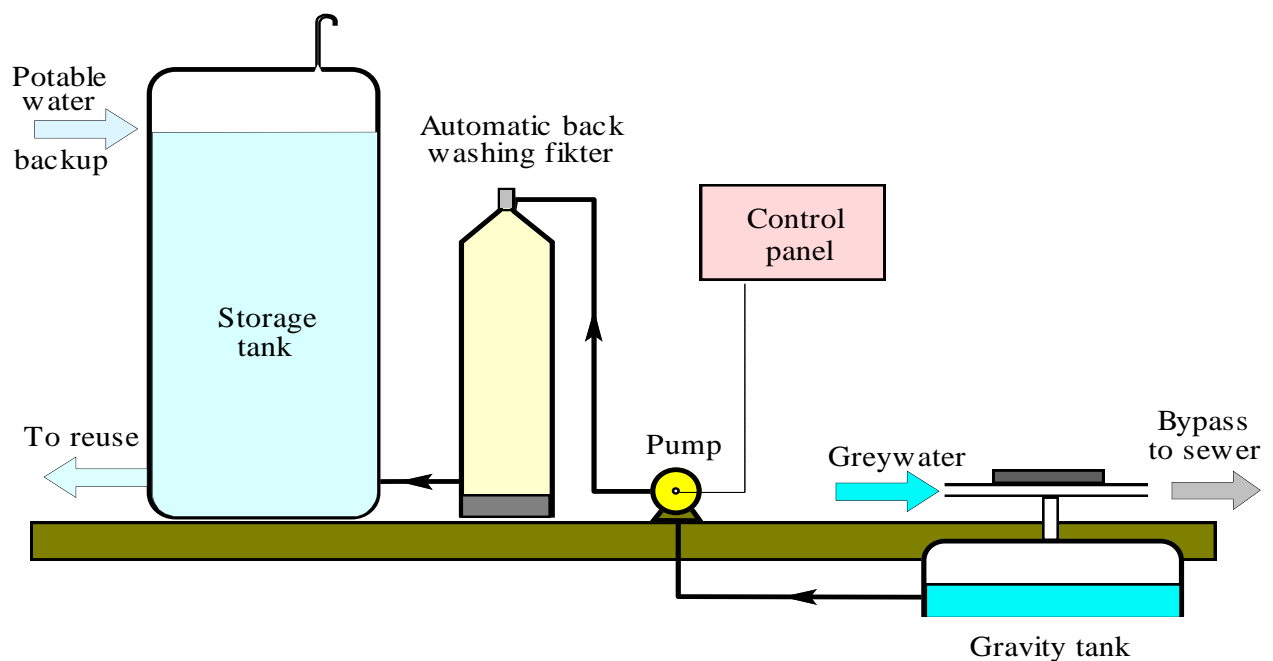 Potable
water
backup
Automatic back
washing fikter
Control
panel
Storage
tank
To reuse
Pump
Greywater
Bypass
to sewer
Gravity tank